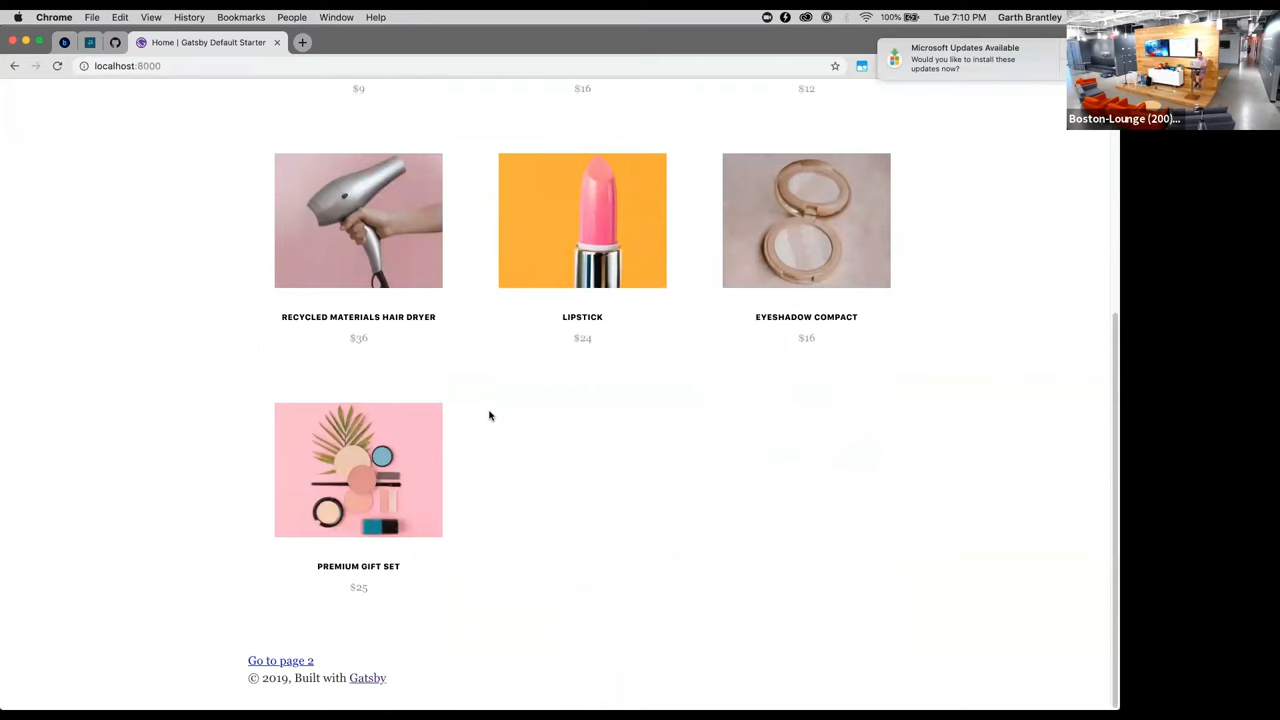 Chrome File Edit View History Bookmarks People Window Help
100% Tue 7:10 PM Garth Brantley
Home | Gatsby Default Starter
localhost:8000
Microsoft Updates Available
Would you like to install these
updates now?
Boston-Lounge (200)...
$9 $16 $12
RECYCLED MATERIALS HAIR DRYER LIPSTICK EYESHADOW COMPACT
$36 $24 $16
PREMIUM GIFT SET
$25
Go to page 2
© 2019, Built with Gatsby